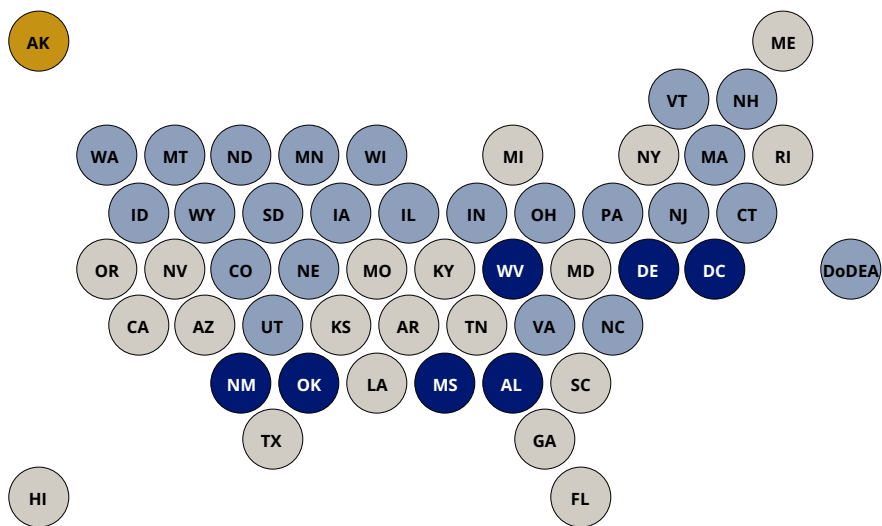 AK ME
VT NH
WA MT ND MN WI MI NY MA RI
ID WY SD IA IL IN OH PA NJ CT
OR NV CO NE MO KY WV MD DE DC DoDEA
CA AZ UT KS AR TN VA NC
NM OK LA MS AL SC
TX GA
HI FL